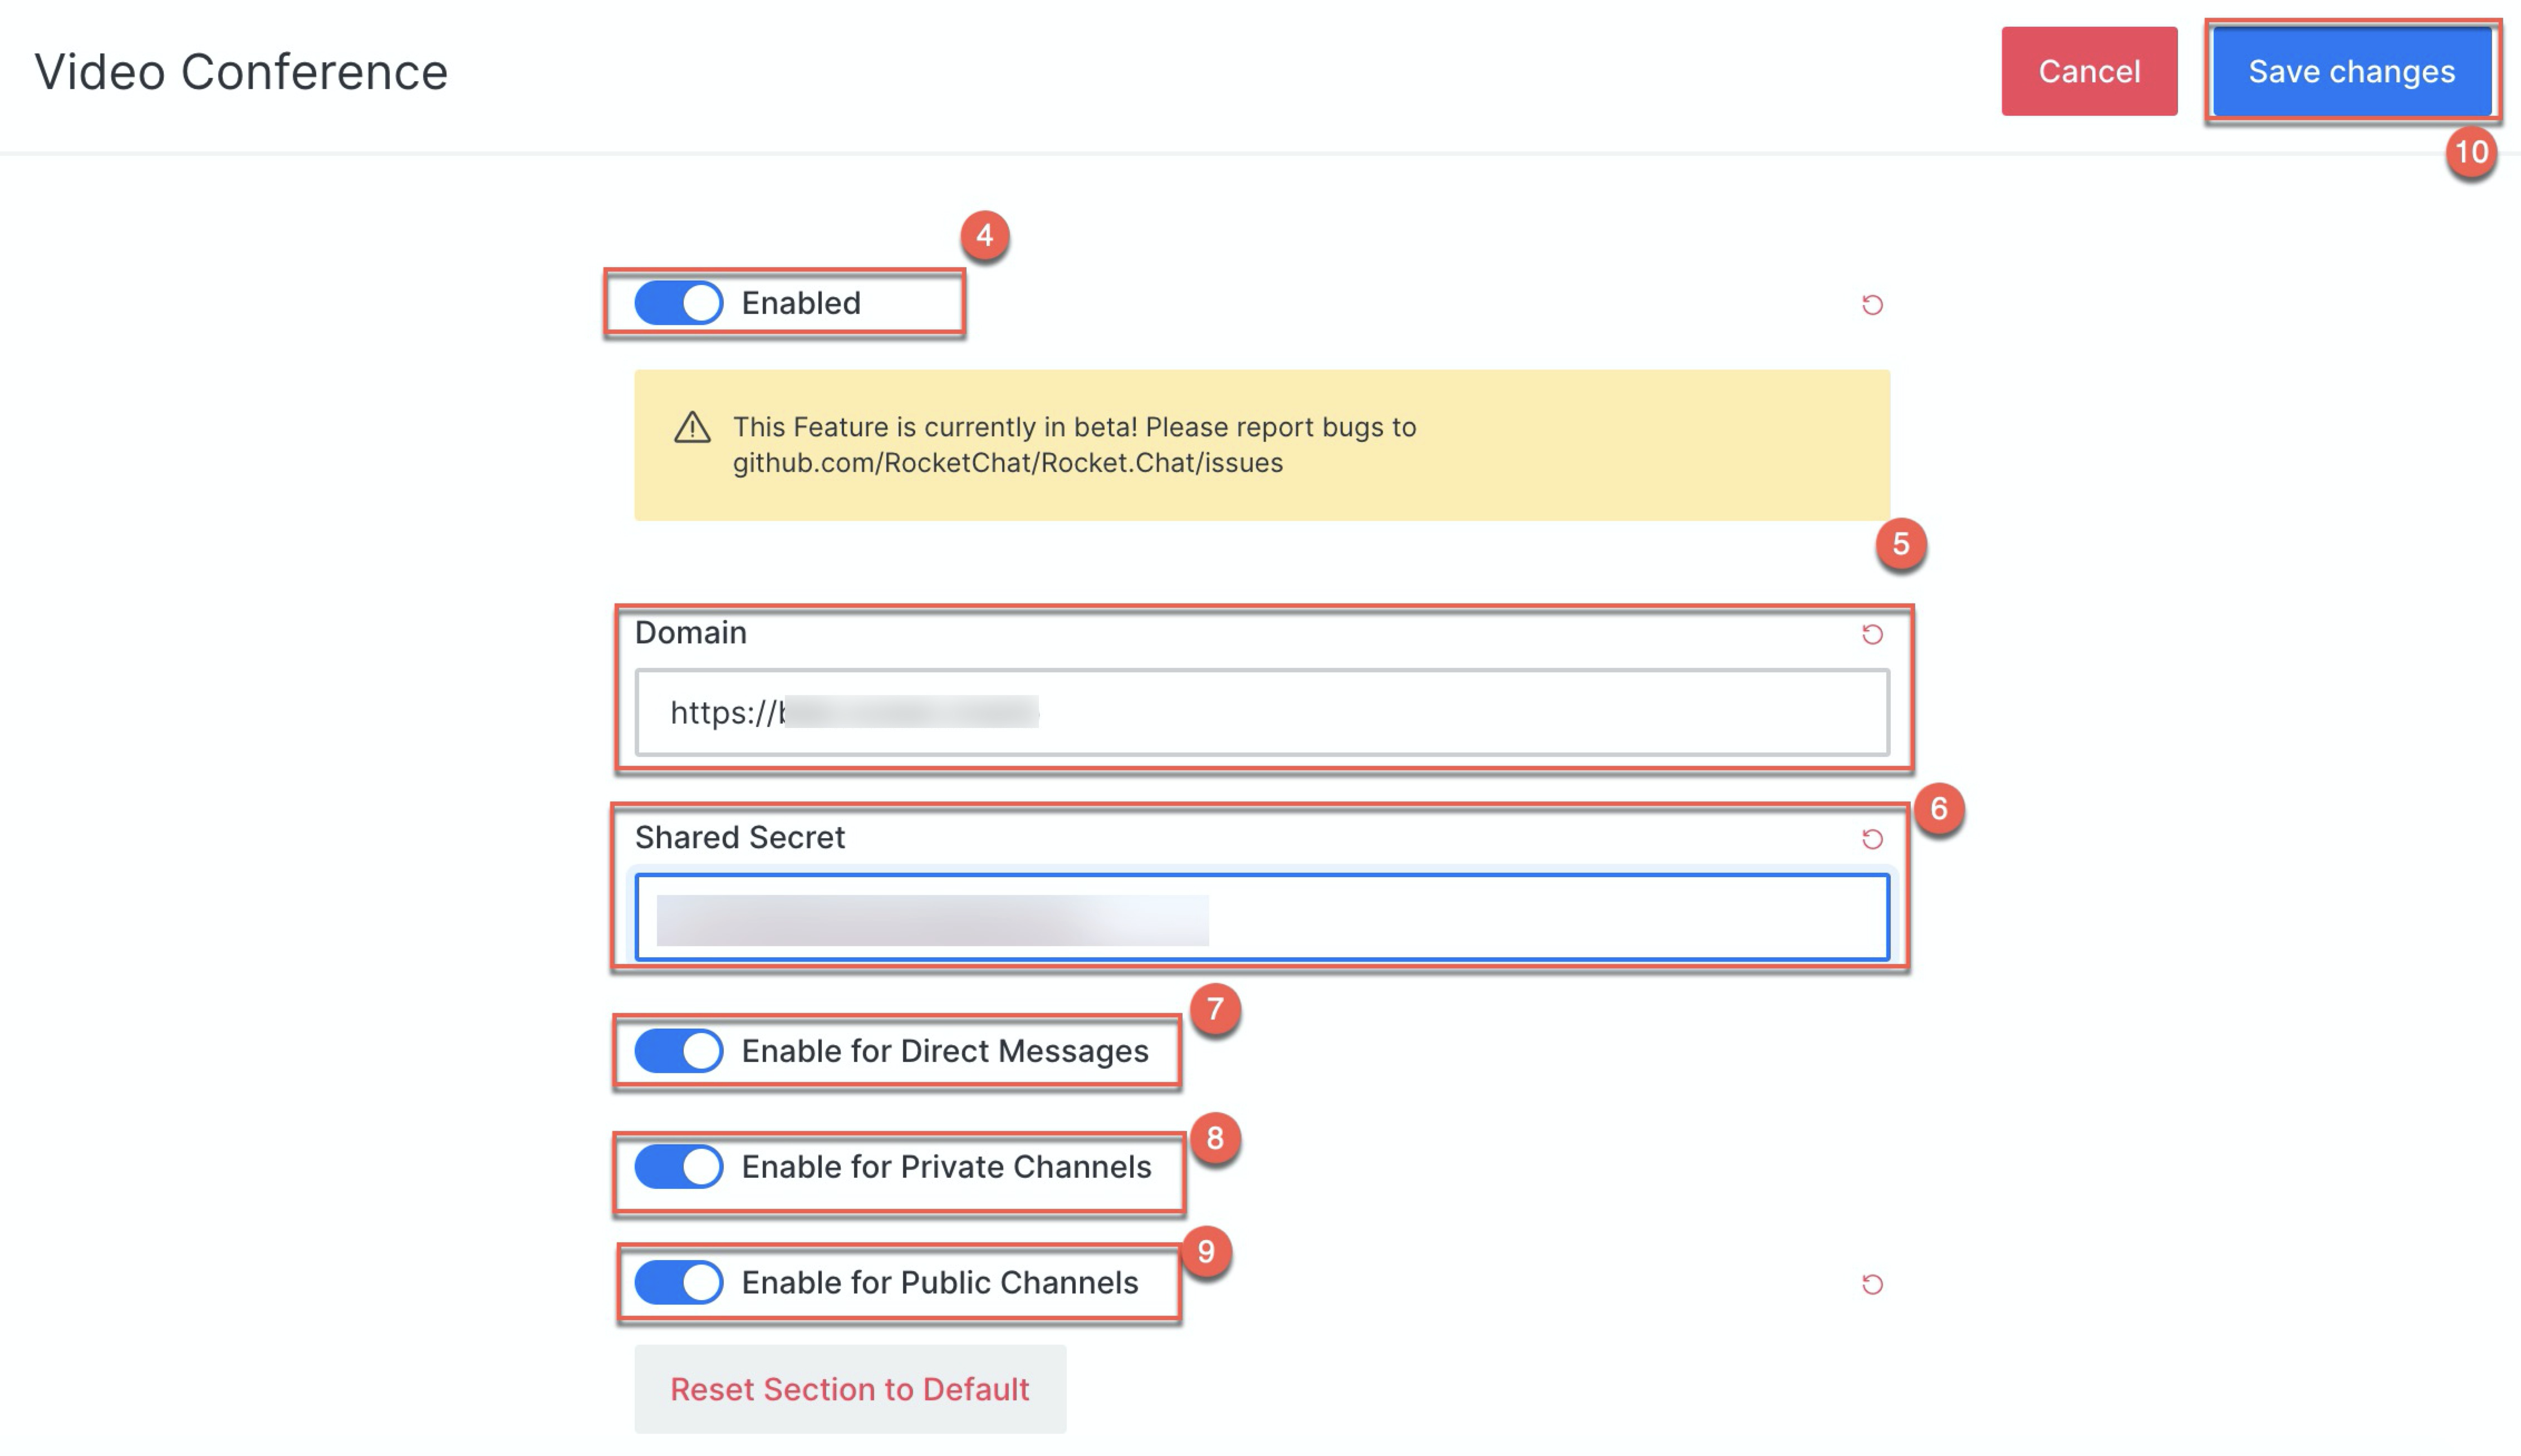 Video Conference
Cancel
Save changes
10
4
Enabled
This Feature is currently in beta! Please report bugs to
github.com/RocketChat/Rocket.Chat/issues
5
Domain
https://
6
Shared Secret
7
Enable for Direct Messages
8
Enable for Private Channels
9
Enable for Public Channels
Reset Section to Default